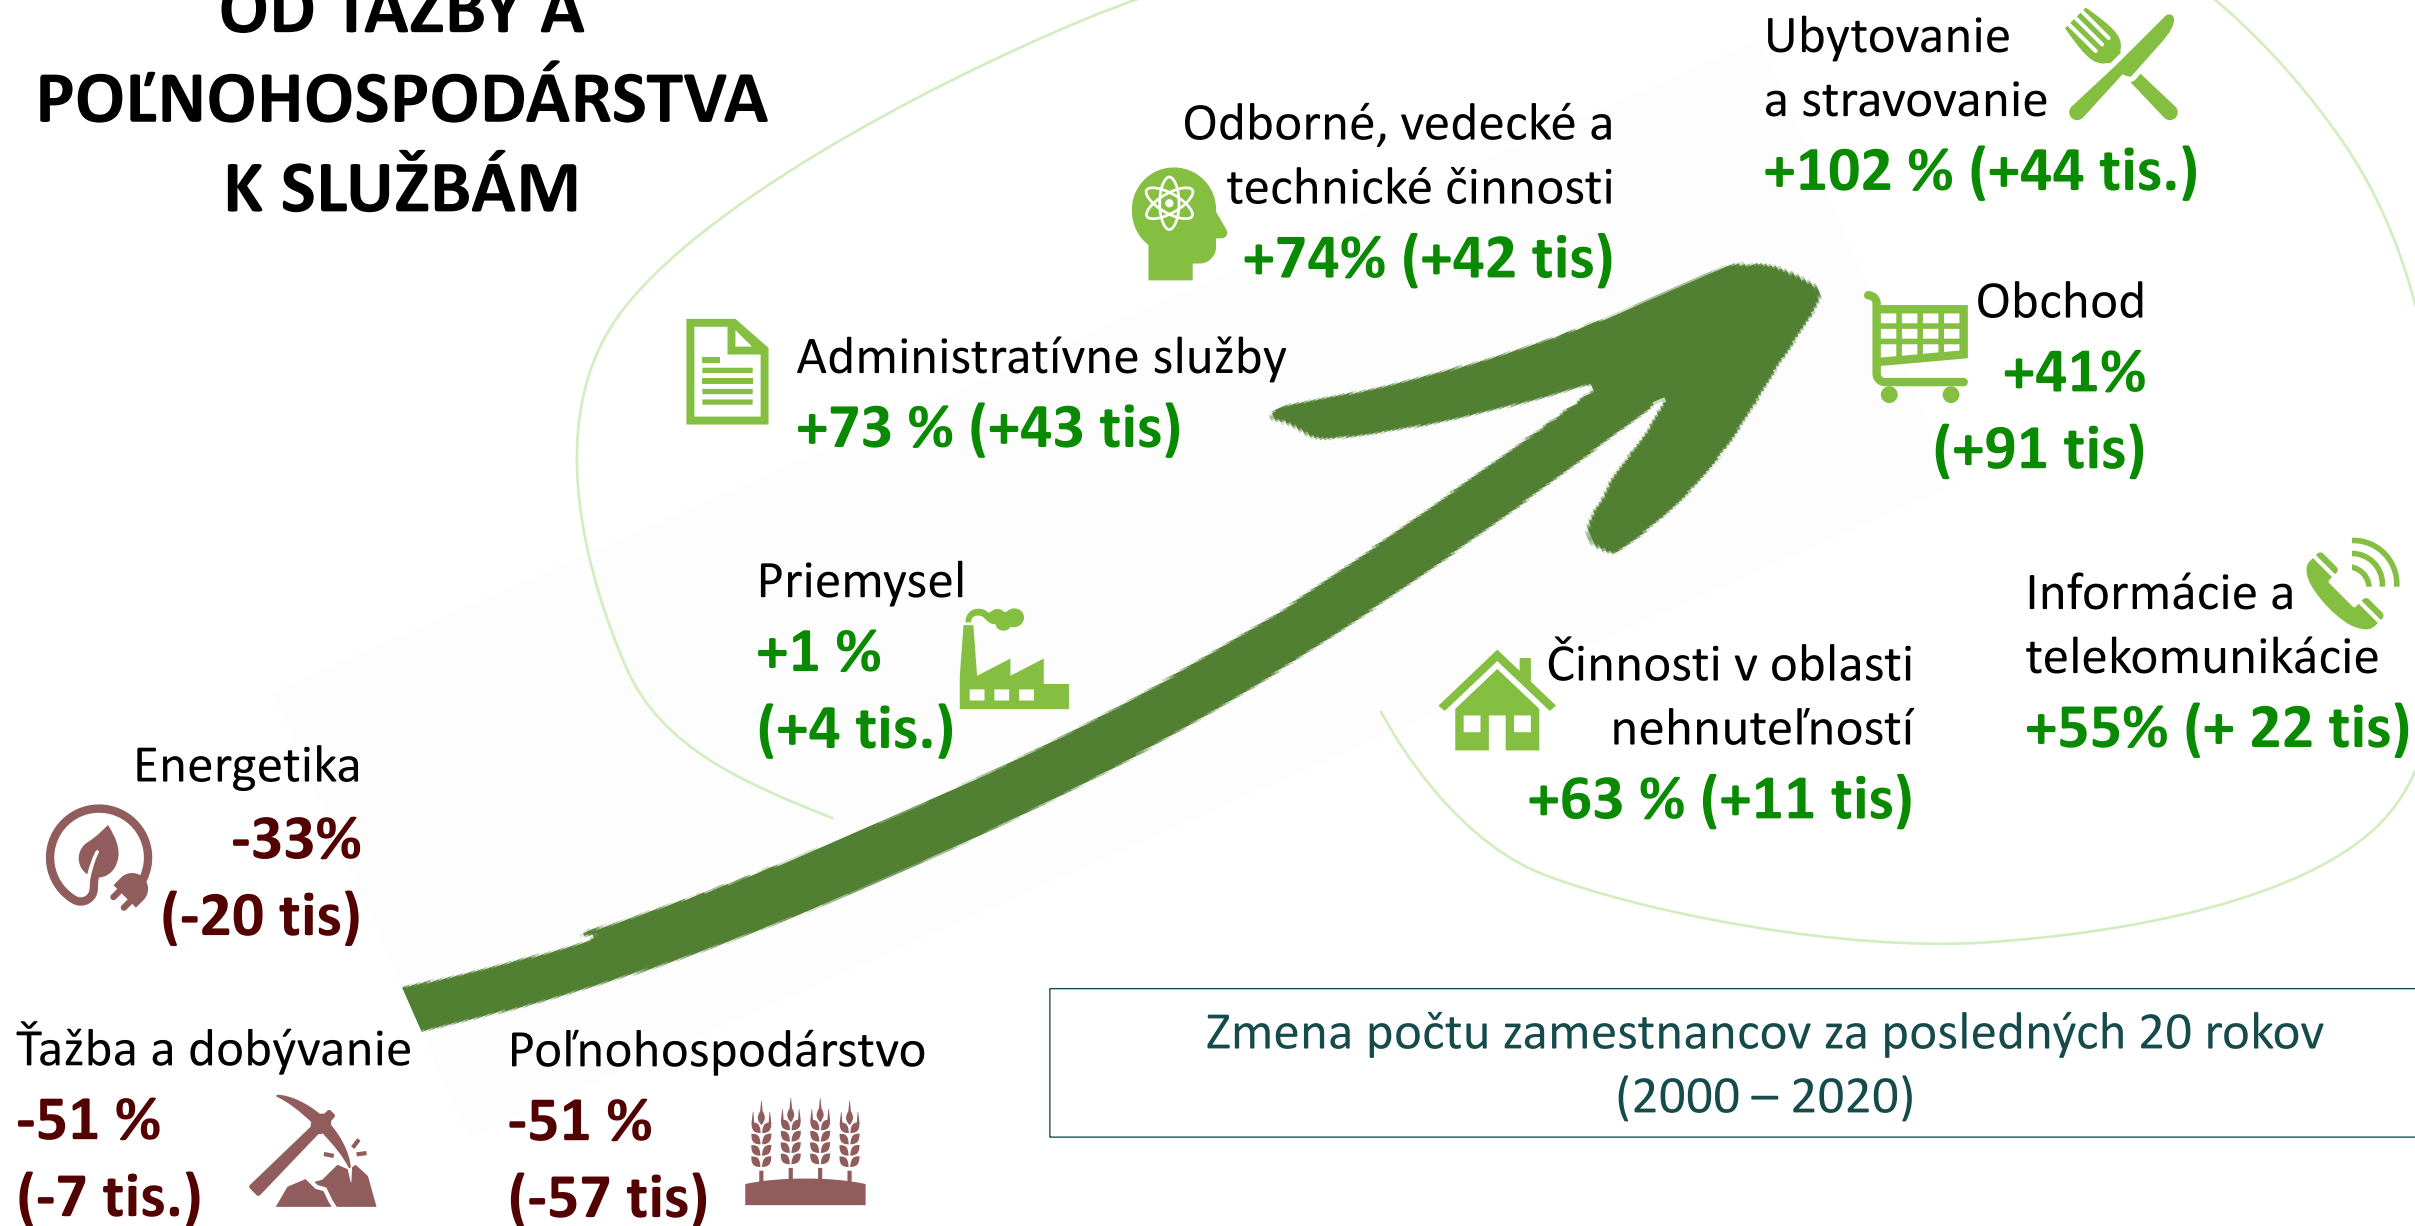 OD ŤAŽBY A
POĽNOHOSPODÁRSTVA
K SLUŽBÁM
Ubytovanie
a stravovanie
+102 % (+44 tis.)
Odborné, vedecké a
technické činnosti
+74% (+42 tis)
Obchod
+41%
(+91 tis)
Administratívne služby
+73 % (+43 tis)
Priemysel
+1 %
(+4 tis.)
Informácie a
telekomunikácie
+55% (+ 22 tis)
Činnosti v oblasti
nehnuteľností
+63 % (+11 tis)
Energetika
-33%
(-20 tis)
Ťažba a dobývanie
-51 %
(-7 tis.)
Poľnohospodárstvo
-51 %
(-57 tis)
Zmena počtu zamestnancov za posledných 20 rokov
(2000 – 2020)